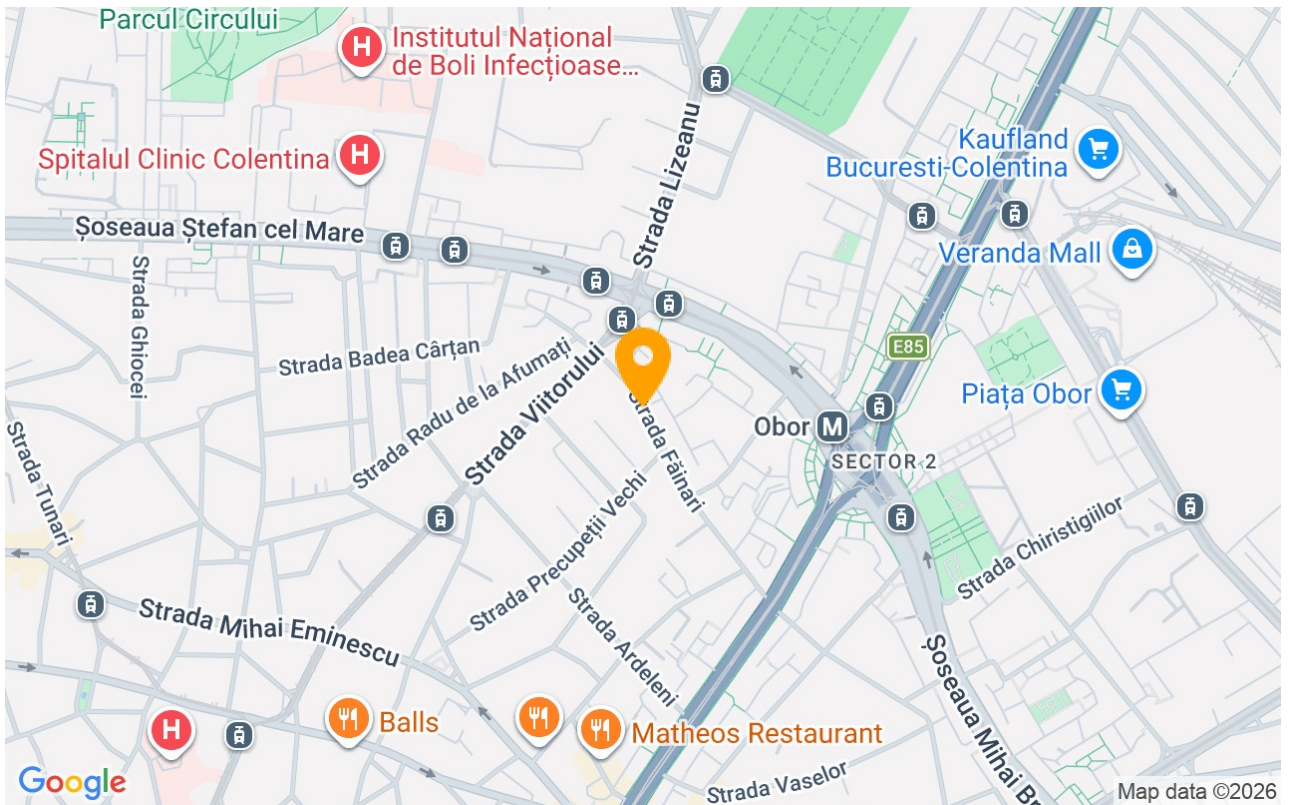 Parcul Circului
Institutul Național
de Boli Infecțioase...
Spitalul Clinic Colentina
Kaufland
Bucuresti-Colentina
Strada Lizeanu
Șoseaua Ștefan cel Mare
Veranda Mall
Strada Ghiocei
Strada Badea Cârțan
Strada Radu de la Afumați
Strada Viitorului
E85
Piața Obor
Strada Făinari
Obor M
SECTOR 2
Strada Tunari
Strada Precupeții Vechi
Strada Chiristigiilor
Strada Mihai Eminescu
Strada Ardeleni
Șoseaua Mihai Br
H
H
H
Balls
Matheos Restaurant
Strada Vaselor
Google
Map data ©2026